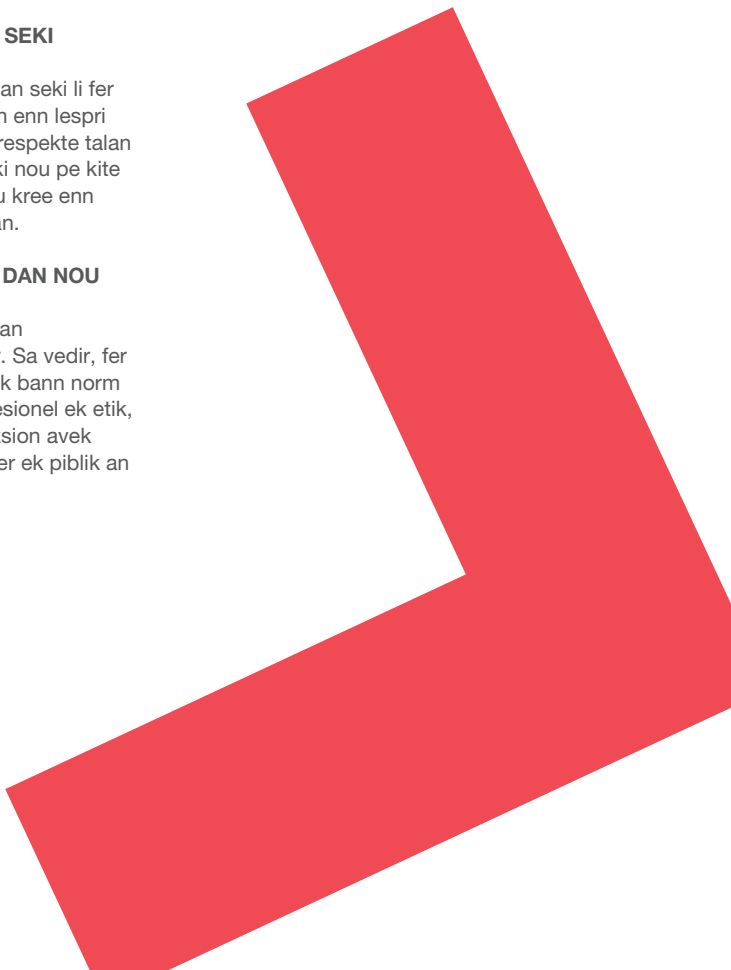 SEKI
an seki li fer
enn lespri
respekte talan
ki nou pe kite
kree enn
an.
DAN NOU
an
. Sa vedir, fer
k bann norm
esionel ek etik,
sion avek
er ek piblik an